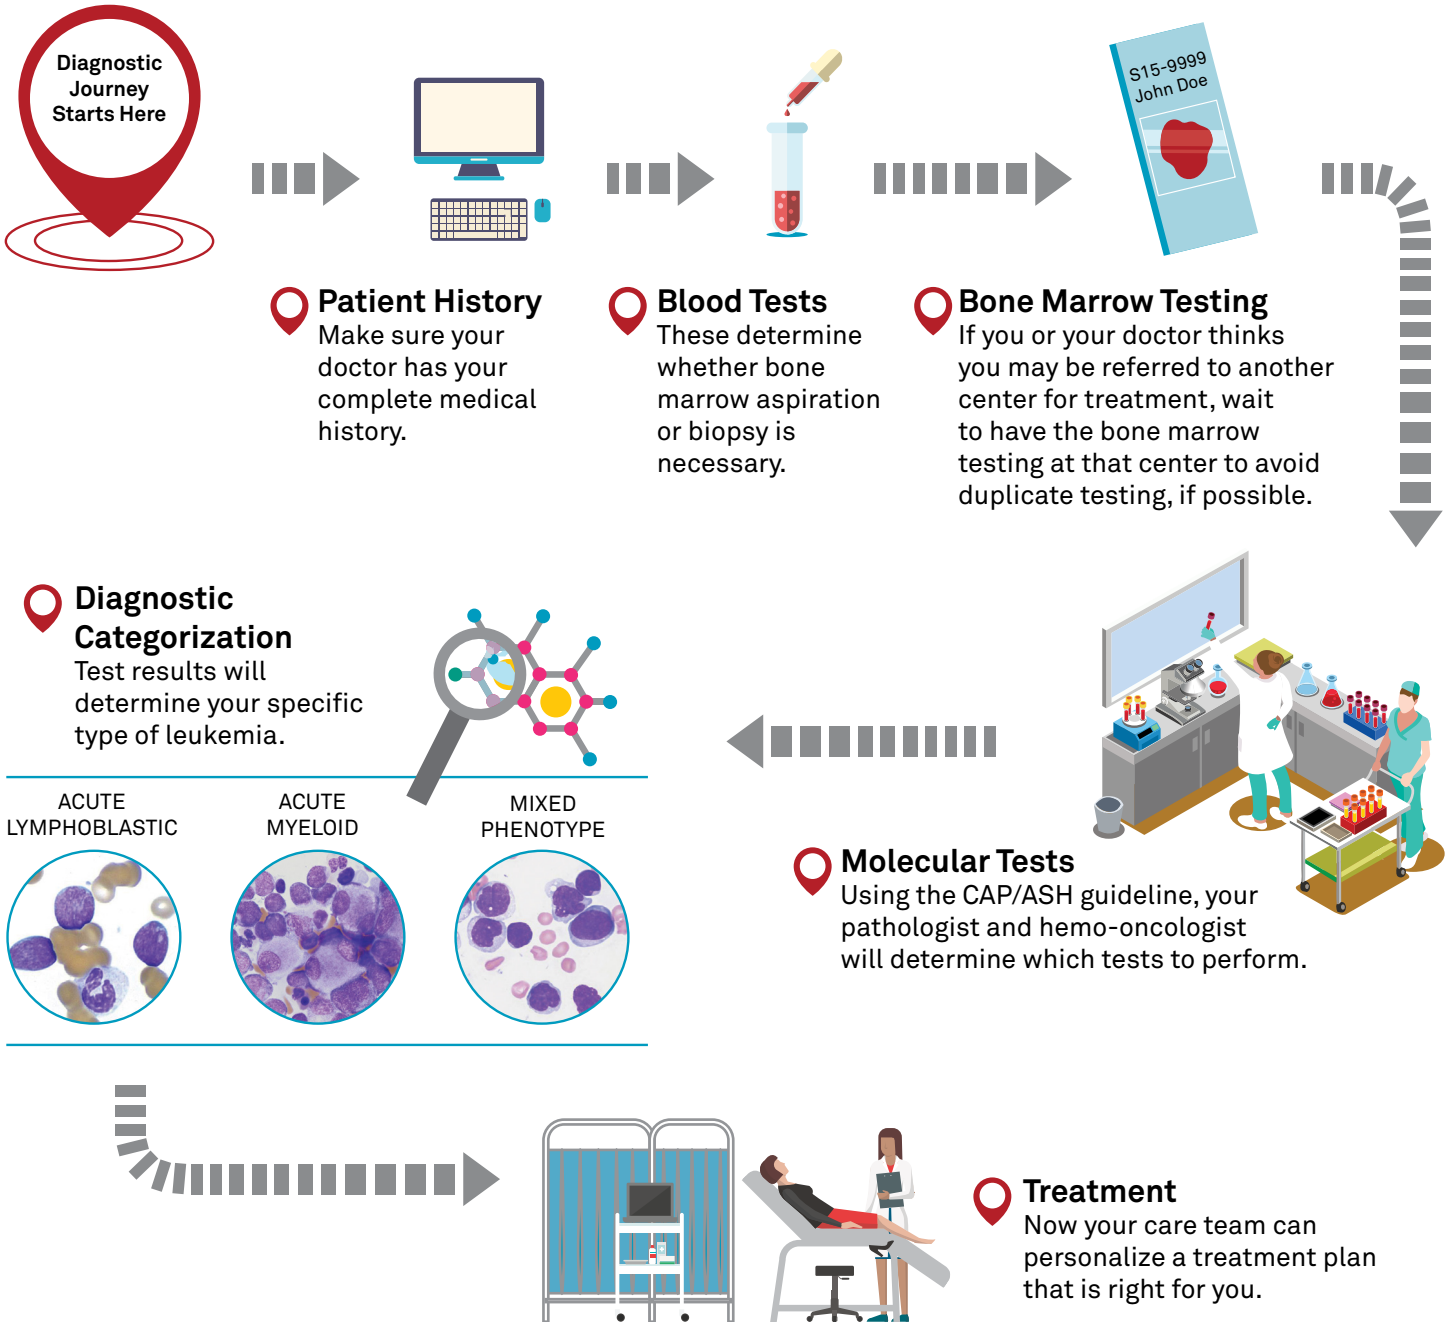 Diagnostic
Journey
Starts Here
S15-9999
John Doe
Patient History
Make sure your
doctor has your
complete medical
history.
Blood Tests
These determine
whether bone
marrow aspiration
or biopsy is
necessary.
Bone Marrow Testing
If you or your doctor thinks
you may be referred to another
center for treatment, wait
to have the bone marrow
testing at that center to avoid
duplicate testing, if possible.
Molecular Tests
Using the CAP/ASH guideline, your
pathologist and hemo-oncologist
will determine which tests to perform.
Diagnostic
Categorization
Test results will
determine your specific
type of leukemia.
ACUTE
LYMPHOBLASTIC
ACUTE
MYELOID
MIXED
PHENOTYPE
Treatment
Now your care team can
personalize a treatment plan
that is right for you.